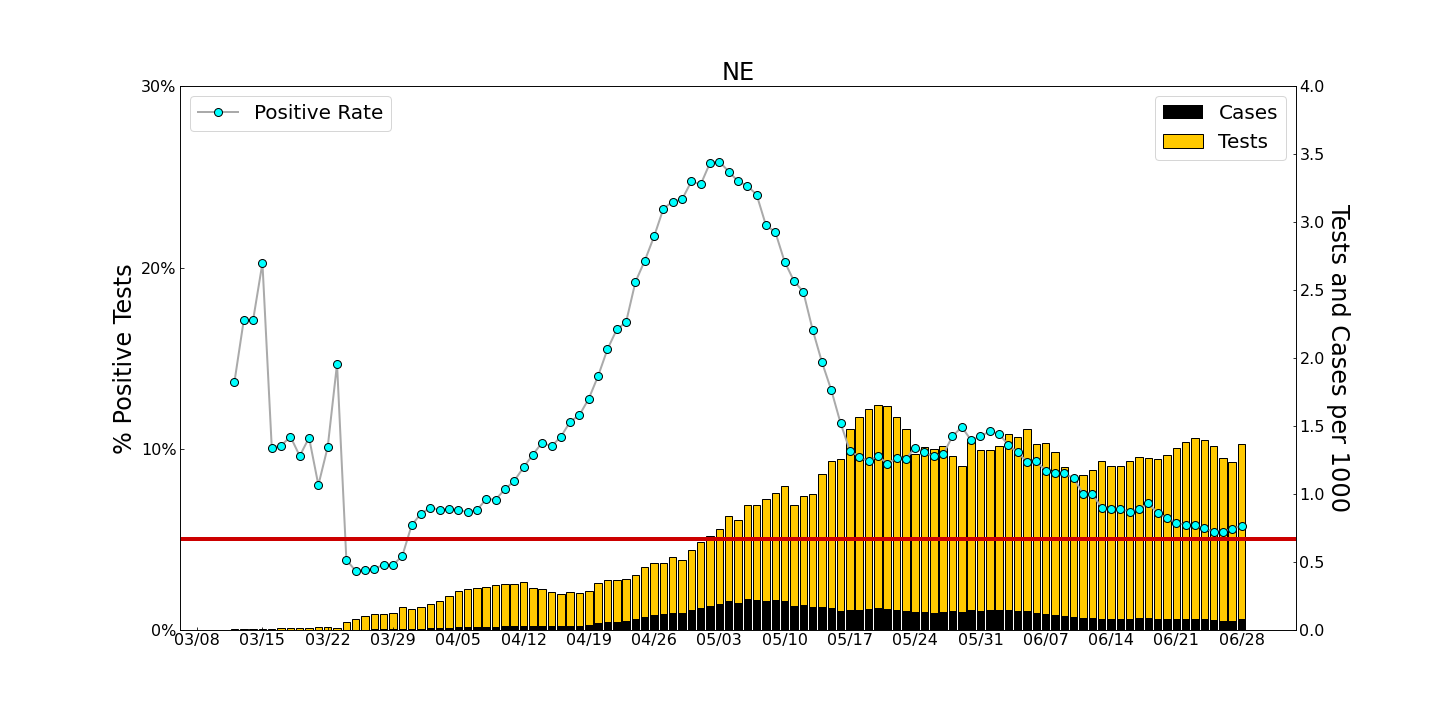 NE
30%
20%
10%
0%
% Positive Tests
Positive Rate
Cases
Tests
4.0
3.5
3.0
2.5
2.0
1.5
1.0
0.5
0.0
Tests and Cases per 1000
03/08 03/15 03/22 03/29 04/05 04/12 04/19 04/26 05/03 05/10 05/17 05/24 05/31 06/07 06/14 06/21 06/28